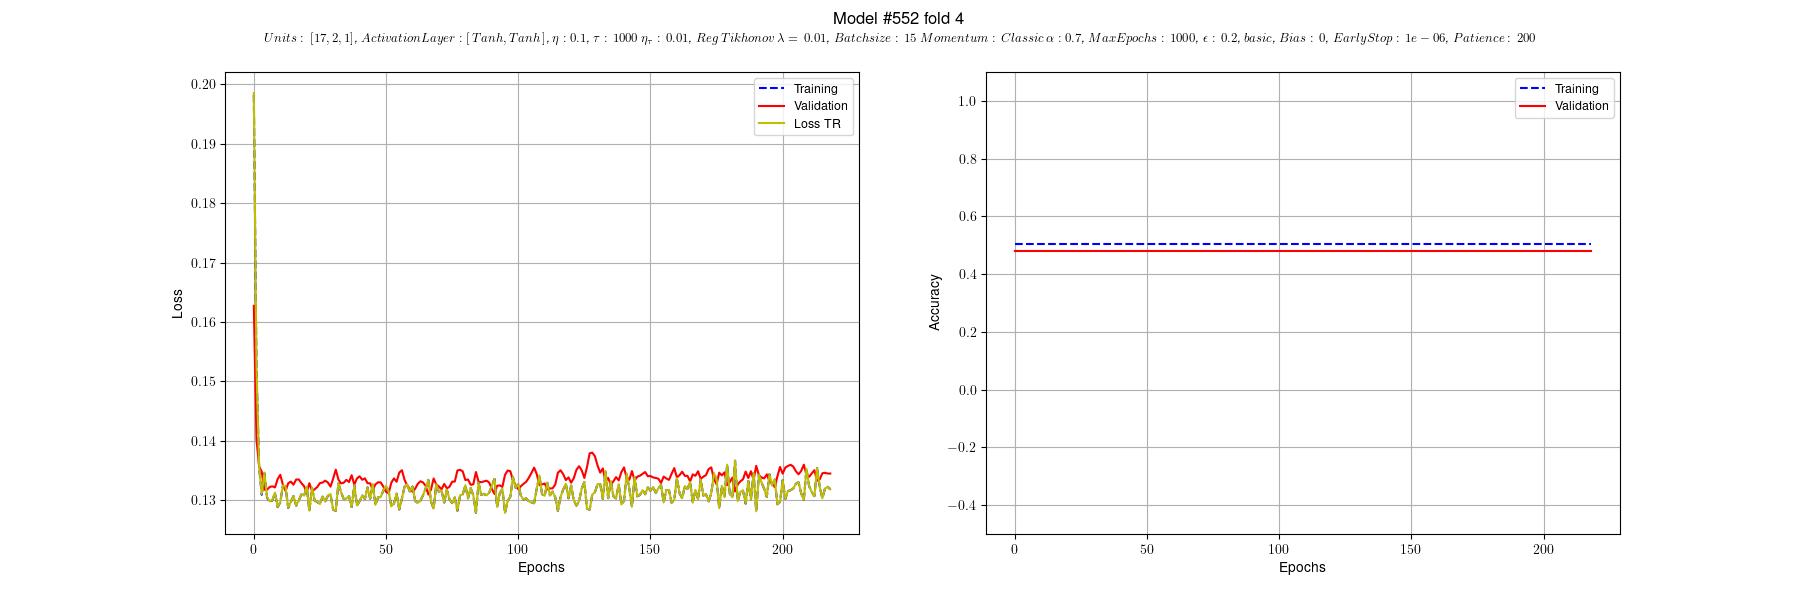 Model #552 fold 4
Units : [17, 2, 1], ActivationLayer : [Tanh, Tanh], η : 0.1, τ : 1000 ητ : 0.01, Reg Tikhonov λ = 0.01, Batchsize : 15 Momentum : Classic α : 0.7, MaxEpochs : 1000, ϵ : 0.2, basic, Bias : 0, EarlyStop : 1e − 06, Patience : 200
0.20
0.19
0.18
0.17
0.16
0.15
0.14
0.13
Loss
0
50
100
150
200
Epochs
Training
Validation
Loss TR
1.0
0.8
0.6
0.4
0.2
0.0
−0.2
−0.4
Accuracy
0
50
100
150
200
Epochs
Training
Validation